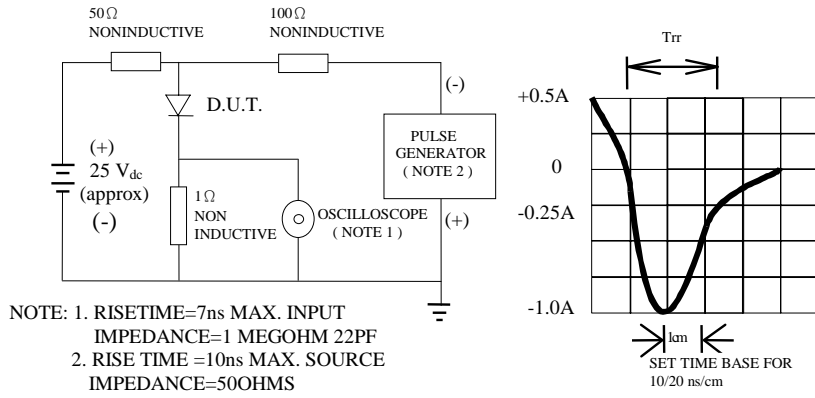 50Ω
NONINDUCTIVE
100Ω
NONINDUCTIVE
D.U.T.
(+)
25 Vdc
(approx)
(-)
1Ω
NON
INDUCTIVE
OSCILLOSCOPE
( NOTE 1 )
(-)
PULSE
GENERATOR
( NOTE 2 )
(+)
NOTE: 1. RISETIME=7ns MAX. INPUT
IMPEDANCE=1 MEGOHM 22PF
2. RISE TIME =10ns MAX. SOURCE
IMPEDANCE=50OHMS
Trr
+0.5A
0
-0.25A
-1.0A
1cm
SET TIME BASE FOR
10/20 ns/cm